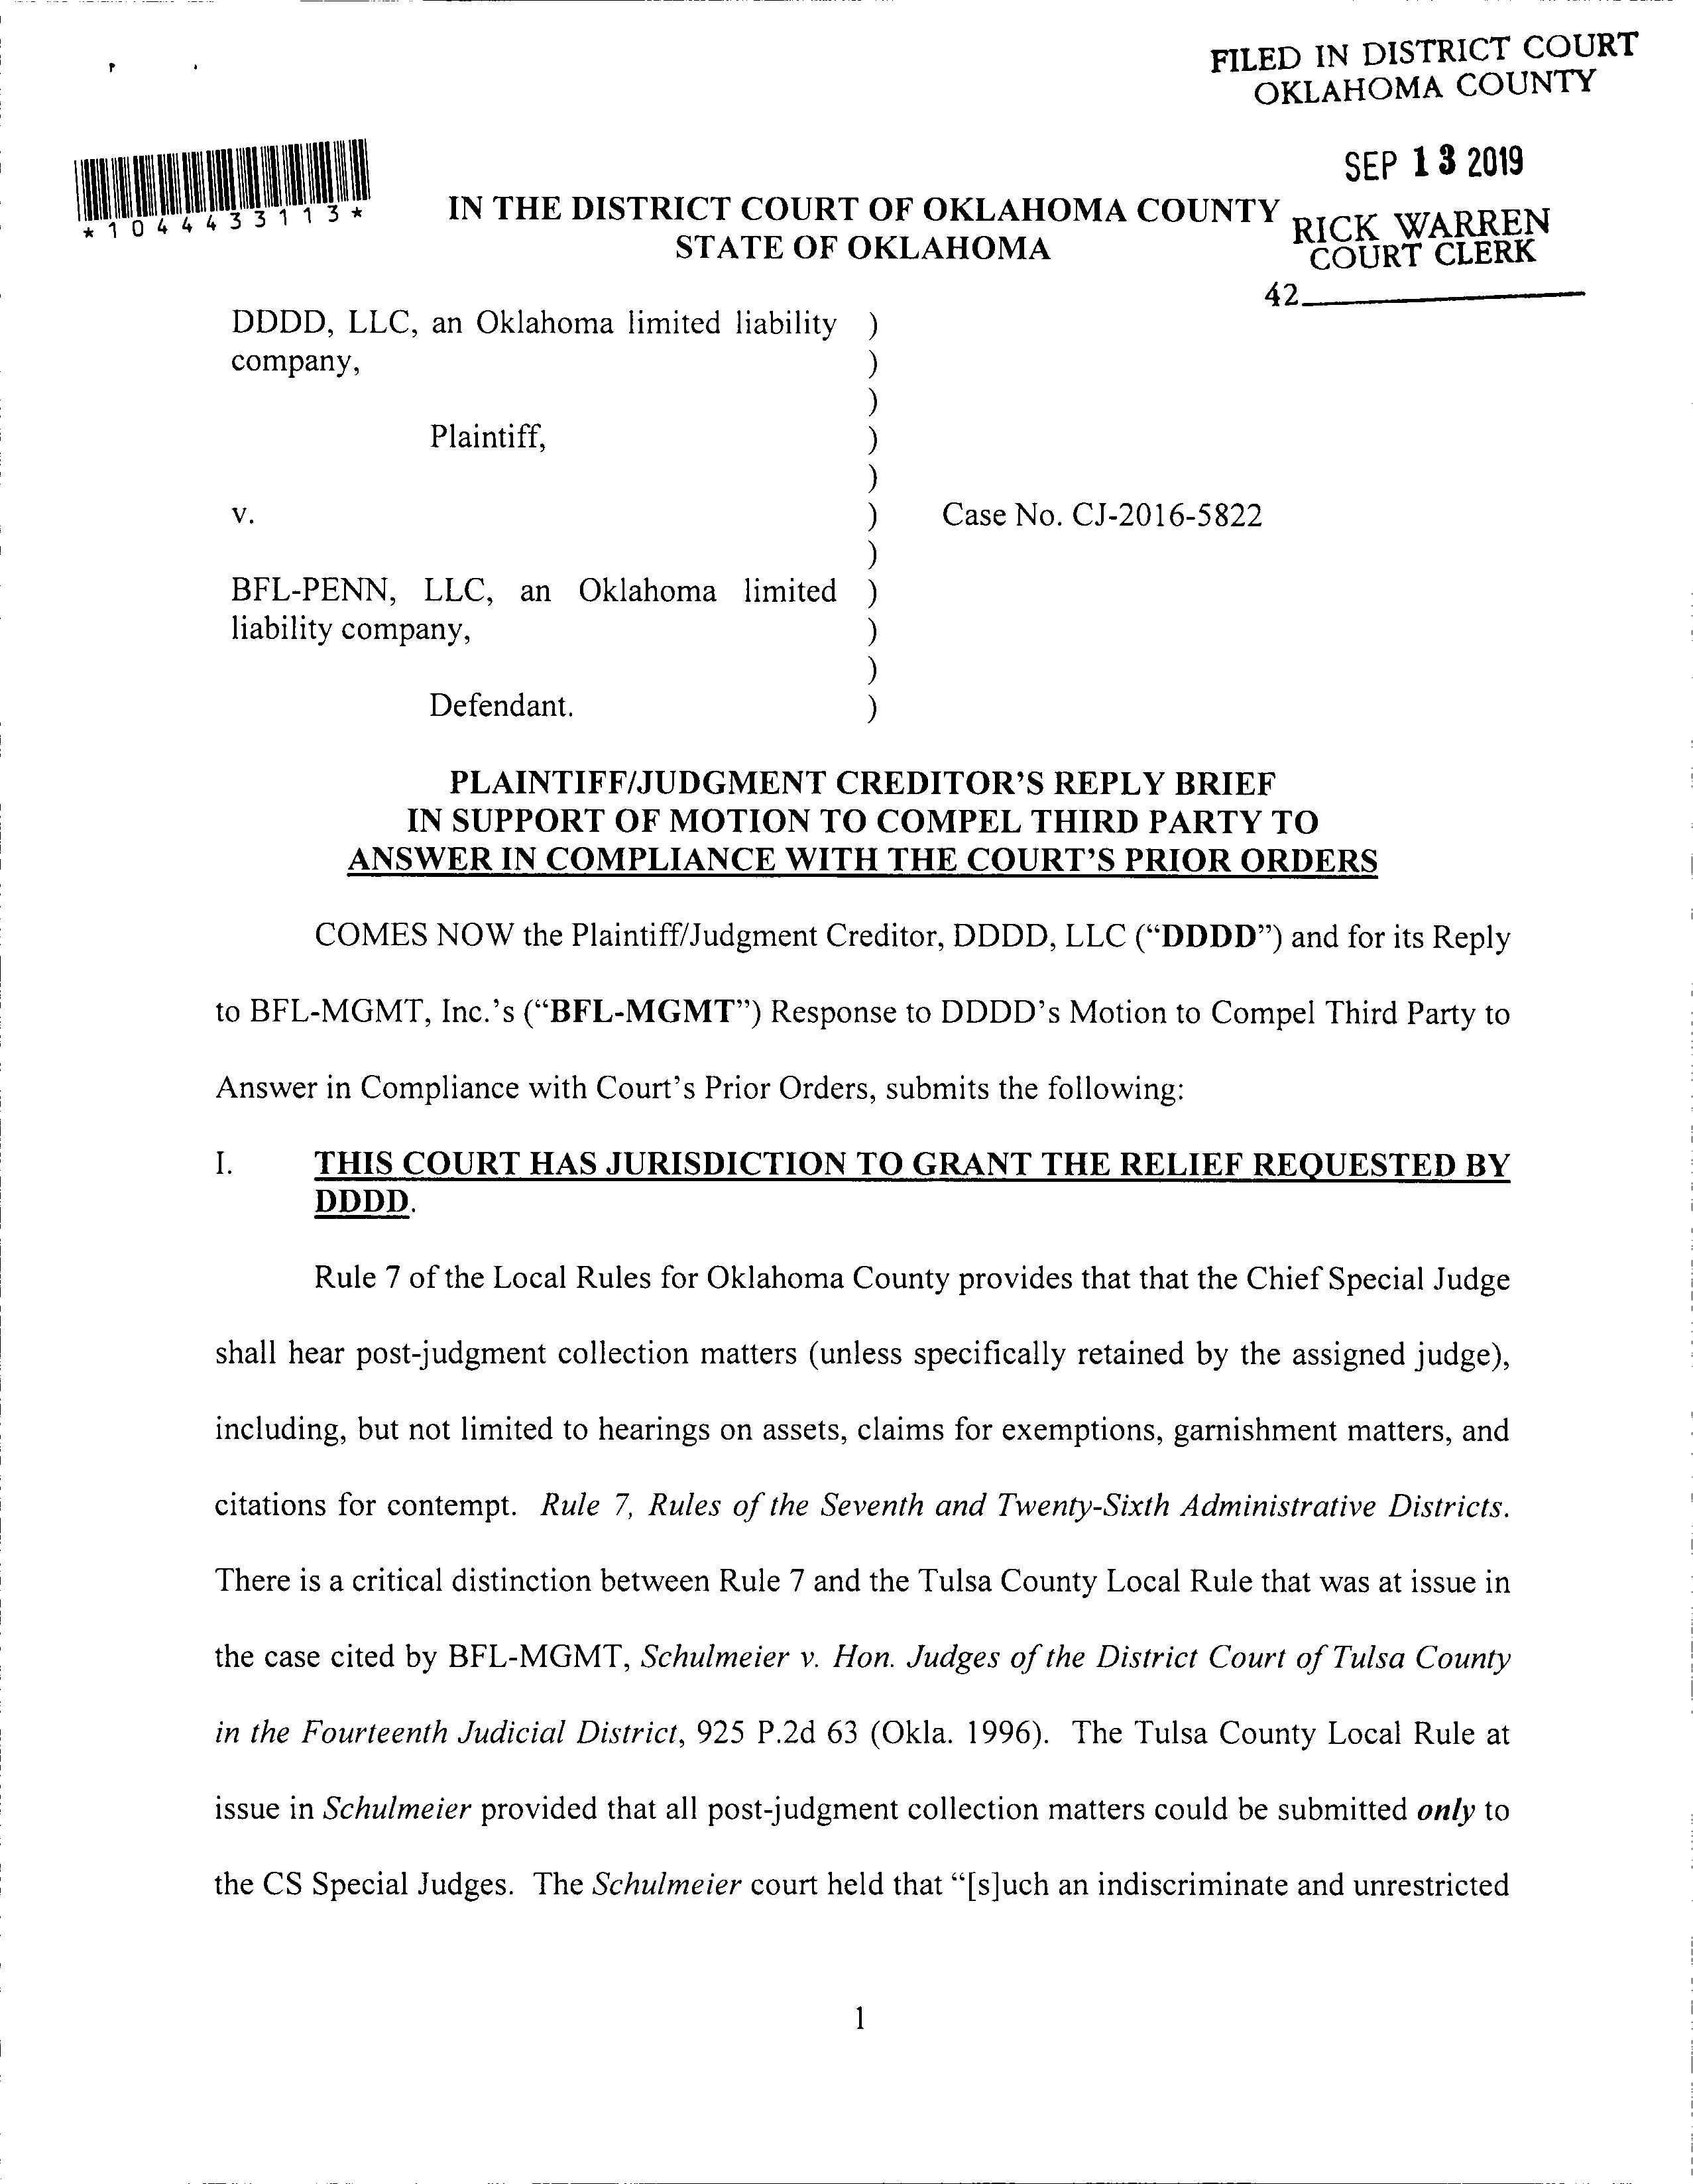 FILED IN DISTRICT COURT
OKLAHOMA COUNTY
SEP 13 2019
*1044433113*
IN THE DISTRICT COURT OF OKLAHOMA COUNTY
STATE OF OKLAHOMA
RICK WARREN
COURT CLERK
42
DDDD, LLC, an Oklahoma limited liability )
company, )
)
Plaintiff, )
)
v. ) Case No. CJ-2016-5822
)
BFL-PENN, LLC, an Oklahoma limited )
liability company, )
)
Defendant. )
PLAINTIFF/JUDGMENT CREDITOR'S REPLY BRIEF
IN SUPPORT OF MOTION TO COMPEL THIRD PARTY TO
ANSWER IN COMPLIANCE WITH THE COURT'S PRIOR ORDERS
COMES NOW the Plaintiff/Judgment Creditor, DDDD, LLC ("DDDD") and for its Reply
to BFL-MGMT, Inc.'s ("BFL-MGMT") Response to DDDD's Motion to Compel Third Party to
Answer in Compliance with Court's Prior Orders, submits the following:
I. THIS COURT HAS JURISDICTION TO GRANT THE RELIEF REQUESTED BY
DDDD.
Rule 7 of the Local Rules for Oklahoma County provides that that the Chief Special Judge
shall hear post-judgment collection matters (unless specifically retained by the assigned judge),
including, but not limited to hearings on assets, claims for exemptions, garnishment matters, and
citations for contempt. Rule 7, Rules of the Seventh and Twenty-Sixth Administrative Districts.
There is a critical distinction between Rule 7 and the Tulsa County Local Rule that was at issue in
the case cited by BFL-MGMT, Schulmeier v. Hon. Judges of the District Court of Tulsa County
in the Fourteenth Judicial District, 925 P.2d 63 (Okla. 1996). The Tulsa County Local Rule at
issue in Schulmeier provided that all post-judgment collection matters could be submitted only to
the CS Special Judges. The Schulmeier court held that "[s]uch an indiscriminate and unrestricted
1